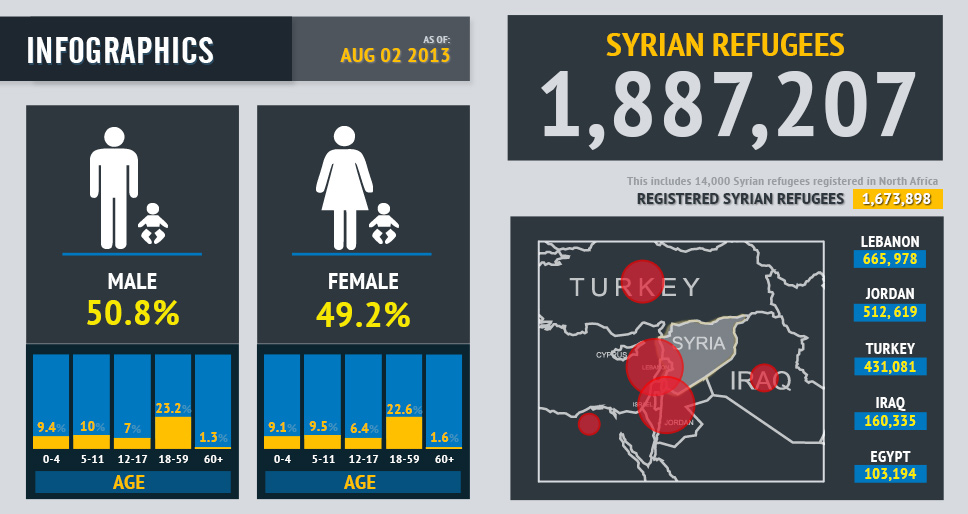 INFOGRAPHICS
AS OF:
AUG 02 2013
MALE
50.8%
9.4%
10%
7%
23.2%
1.3%
0-4
5-11
12-17
18-59
60+
AGE
FEMALE
49.2%
9.1%
9.5%
6.4%
22.6%
1.6%
0-4
5-11
12-17
18-59
60+
AGE
SYRIAN REFUGEES
1,887,207
This includes 14,000 Syrian refugees registered in North Africa
REGISTERED SYRIAN REFUGEES 1,673,898
TURKEY
SYRIA
CYPRUS
LEBANON
IRAQ
ISRAEL
JORDAN
LEBANON
665,978
JORDAN
512,619
TURKEY
431,081
IRAQ
160,335
EGYPT
103,194